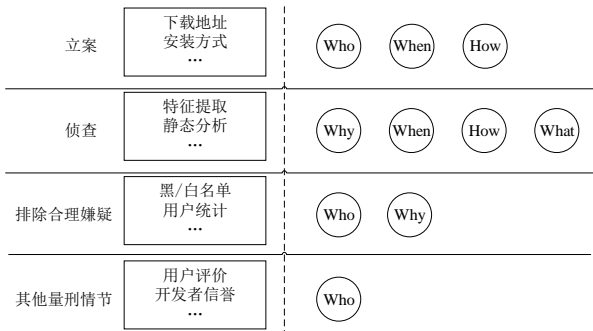 立案
下载地址
安装方式
...
Who When How
侦查
特征提取
静态分析
...
Why When How What
排除合理嫌疑
黑/白名单
用户统计
...
Who Why
其他量刑情节
用户评价
开发者信誉
...
Who